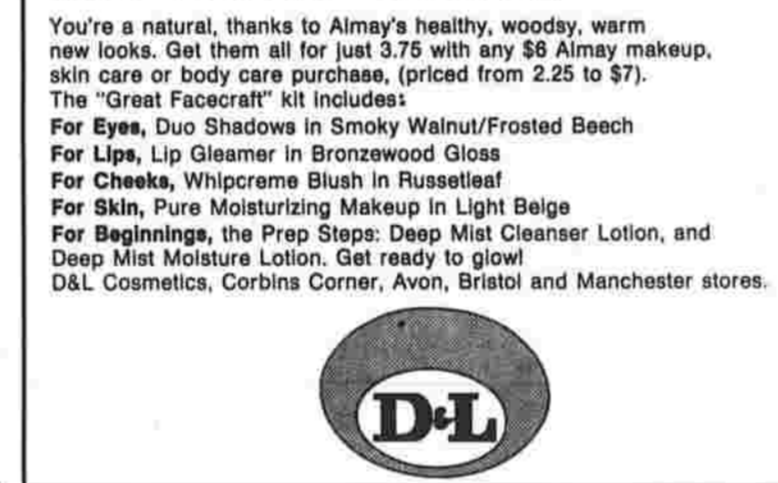 You're a natural, thanks to Almay's healthy, woodsy, warm
new looks. Get them all for just 3.75 with any $6 Almay makeup,
skin care or body care purchase, (priced from 2.25 to $7).
The "Great Facecraft" kit includes:
For Eyes, Duo Shadows in Smoky Walnut/Frosted Beech
For Lips, Lip Gleamer in Bronzewood Gloss
For Cheeks, Whipcreme Blush in Russetleaf
For Skin, Pure Moisturizing Makeup in Light Beige
For Beginnings, the Prep Steps: Deep Mist Cleanser Lotion, and
Deep Mist Moisture Lotion. Get ready to glow!
D&L Cosmetics, Corbins Corner, Avon, Bristol and Manchester stores.
D&L